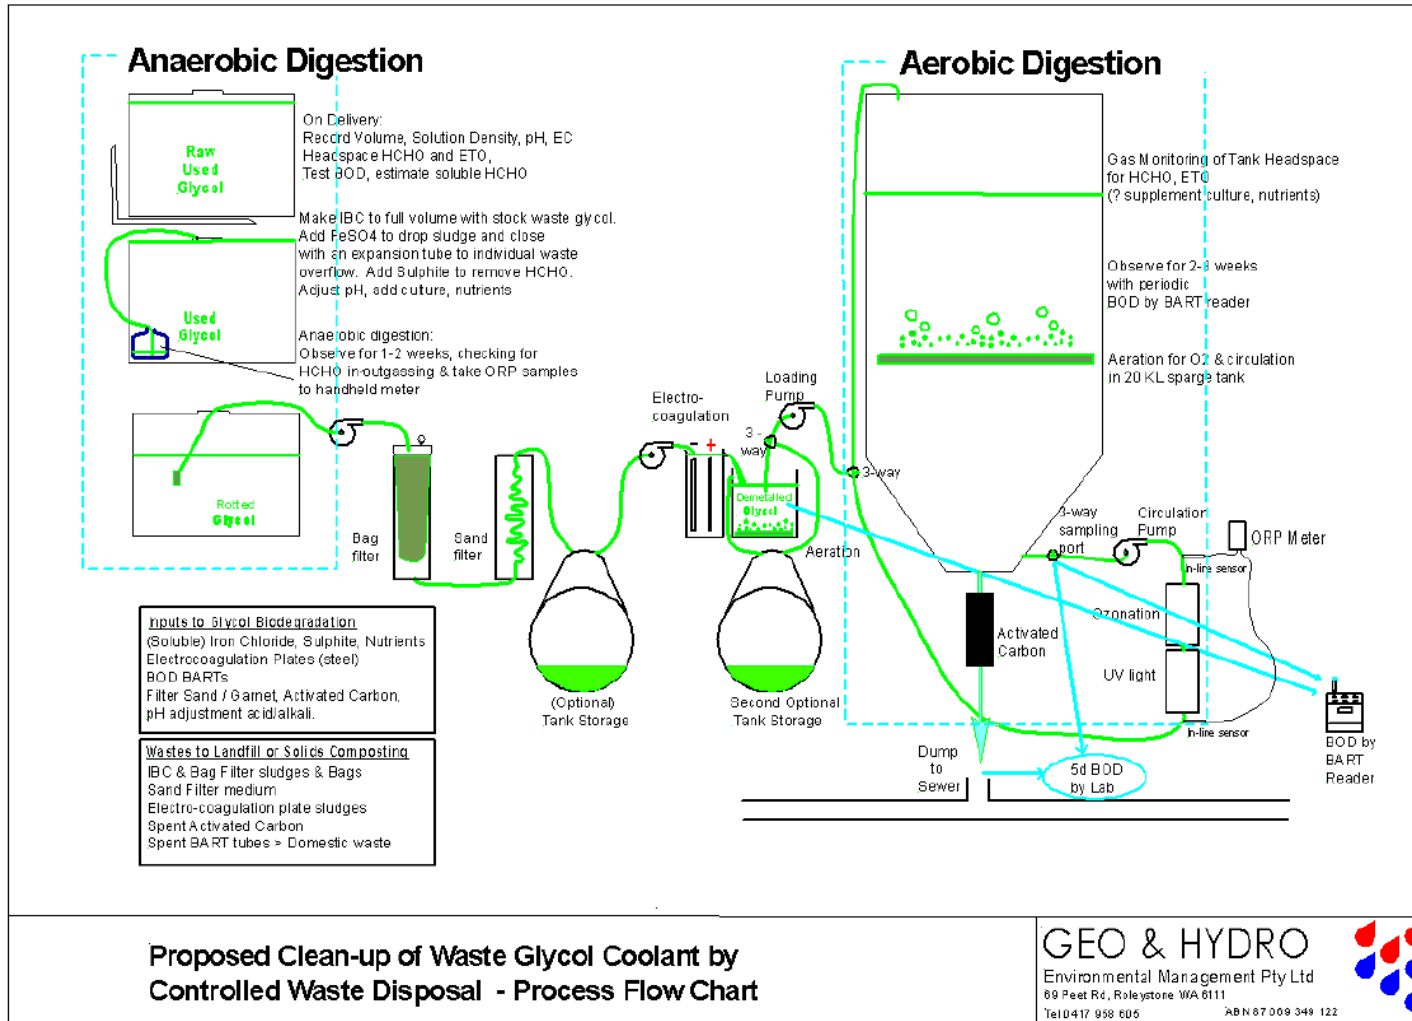 Anaerobic Digestion
Raw
Used
Glycol
On Delivery:
Record Volume, Solution Density, pH, EC
Headspace HCHO and ETO,
Test BOD, estimate soluble HCHO
Make IBC to full volume with stock waste glycol.
Add FeSO4 to drop sludge and close
with an expansion tube to individual waste
overflow. Add Sulphite to remove HCHO.
Adjust pH, add culture, nutrients
Used
Glycol
Anaerobic digestion:
Observe for 1-2 weeks, checking for
HCHO in-outgassing & take ORP samples
to handheld meter
Rotted
Glycol
Bag
filter
Sand
filter
(Optional)
Tank Storage
Electro-
coagulation
- +
Demetalled
Glycol
3 -
way
Loading
Pump
Aeration
Second Optional
Tank Storage
Aerobic Digestion
Gas Monitoring of Tank Headspace
for HCHO, ETO
(? supplement culture, nutrients)
Observe for 2- weeks
with periodic
BOD by BART reader
Aeration for O2 & circulation
in 20 KL sparge tank
3-way
3-way
sampling
port
Circulation
Pump
ORP Meter
In-line sensor
Ozonation
UV light
In-line sensor
Activated
Carbon
Dump
to
Sewer
5d BOD
by Lab
BOD by
BART
Reader
Inputs to Glycol Biodegradation
(Soluble) Iron Chloride, Sulphite, Nutrients
Electrocoagulation Plates (steel)
BOD BARTs
Filter Sand / Garnet, Activated Carbon,
pH adjustment acid/alkali.
Wastes to Landfill or Solids Composting
IBC & Bag Filter sludges & Bags
Sand Filter medium
Electro-coagulation plate sludges
Spent Activated Carbon
Spent BART tubes > Domestic waste
Proposed Clean-up of Waste Glycol Coolant by
Controlled Waste Disposal - Process Flow Chart
GEO & HYDRO
Environmental Management Pty Ltd
69 Peet Rd, Roleystone WA 6111
Tel 0417 958 605 ABN 87 009 349 122